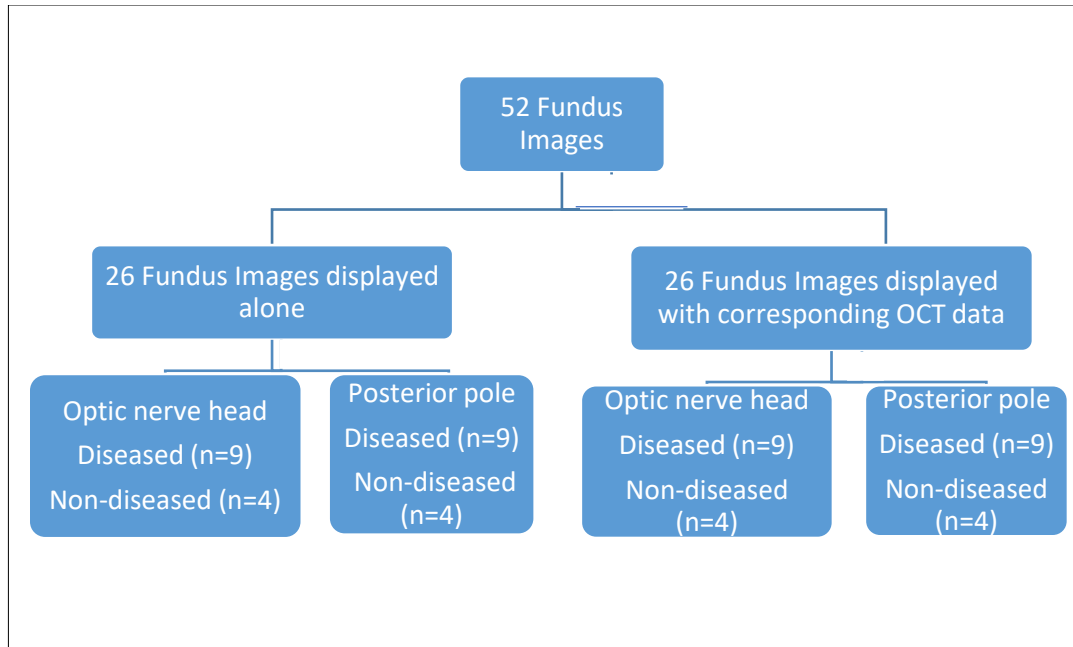 52 Fundus
Images
26 Fundus Images displayed
alone
26 Fundus Images displayed
with corresponding OCT data
Optic nerve head
Diseased (n=9)
Non-diseased (n=4)
Posterior pole
Diseased (n=9)
Non-diseased
(n=4)
Optic nerve head
Diseased (n=9)
Non-diseased
(n=4)
Posterior pole
Diseased (n=9)
Non-diseased
(n=4)